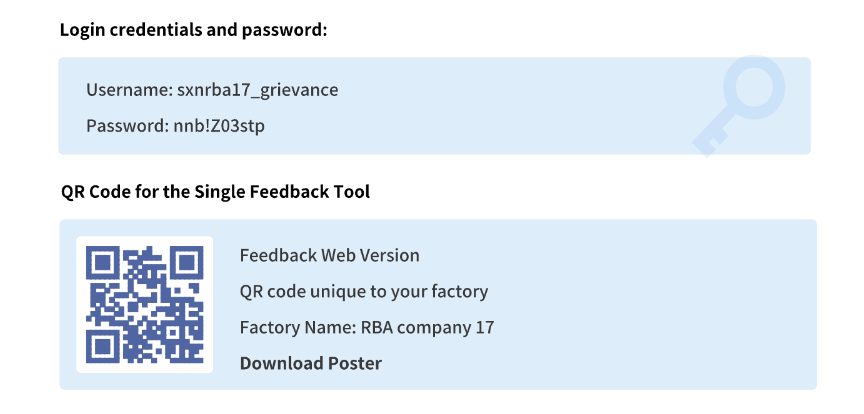 Login credentials and password:
Username: sxnrba17_grievance
Password: nnb!Z03stp
QR Code for the Single Feedback Tool
Feedback Web Version
QR code unique to your factory
Factory Name: RBA company 17
Download Poster